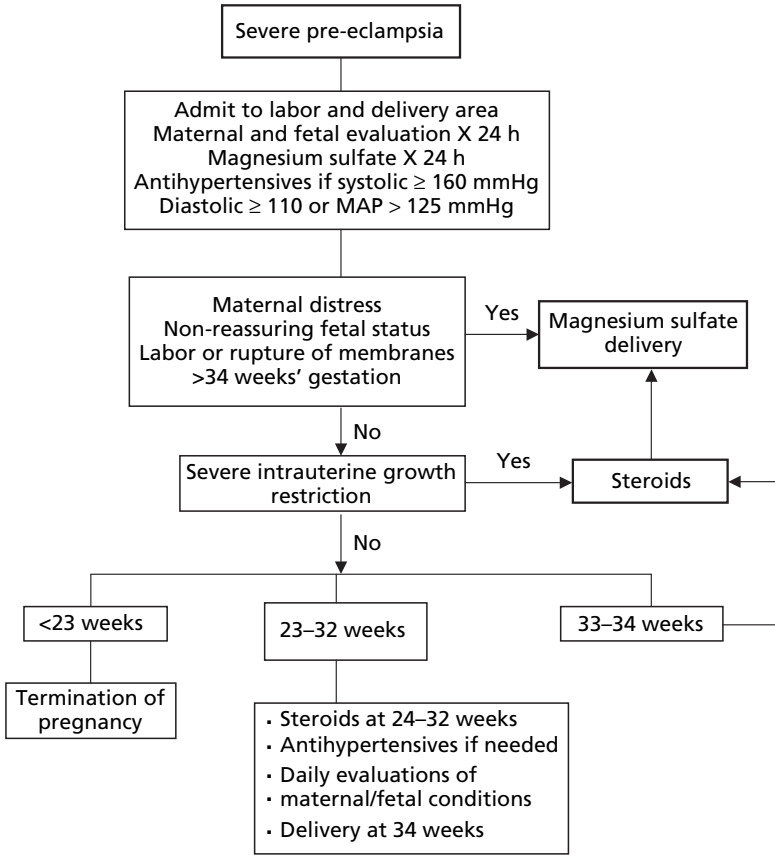 Severe pre-eclampsia
Admit to labor and delivery area
Maternal and fetal evaluation X 24 h
Magnesium sulfate X 24 h
Antihypertensives if systolic ≥ 160 mmHg
Diastolic ≥ 110 or MAP > 125 mmHg
Maternal distress
Non-reassuring fetal status
Labor or rupture of membranes
>34 weeks’ gestation
Yes
Magnesium sulfate
delivery
No
Severe intrauterine growth
restriction
Yes
Steroids
No
<23 weeks
23–32 weeks
33–34 weeks
Termination of
pregnancy
· Steroids at 24–32 weeks
· Antihypertensives if needed
· Daily evaluations of
· maternal/fetal conditions
· Delivery at 34 weeks